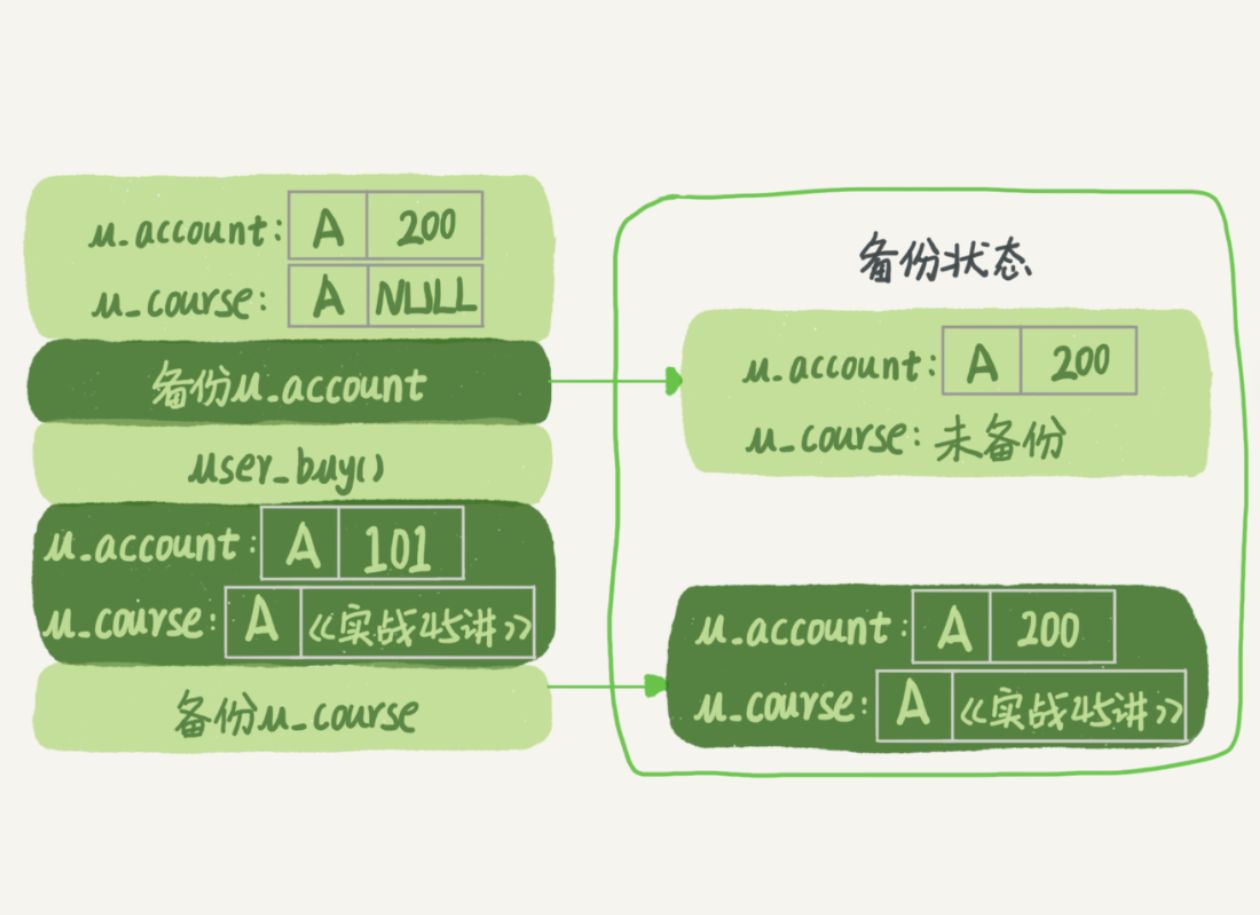 u_account: A 200
u_course: A NULL
备份u_account
user_buy()
u_account: A 101
u_course: A 《实战45讲》
备份u_course
备份状态
u_account: A 200
u_course: 未备份
u_account: A 200
u_course: A 《实战45讲》